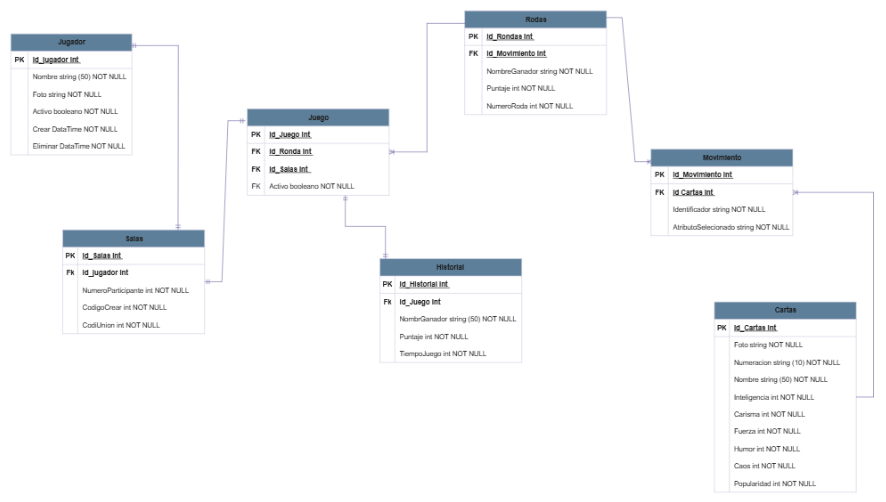 Jugador
PK Id_jugador int
Nombre string (50) NOT NULL
Foto string NOT NULL
Activo booleano NOT NULL
Crear DataTime NOT NULL
Eliminar DataTime NOT NULL
Salas
PK Id_Salas int
Fk Id_jugador int
NumeroParticipante int NOT NULL
CodigoCrear int NOT NULL
CodiUnion int NOT NULL
Juego
PK Id_Juego int
FK Id_Ronda int
FK Id_Salas int
FK Activo booleano NOT NULL
Historial
PK Id_Historial int
Fk Id_Juego int
NombrGanador string (50) NOT NULL
Puntaje int NOT NULL
TiempoJuego int NOT NULL
Rodas
PK Id_Rondas int
FK Id_Movimiento int
NombreGanador string NOT NULL
Puntaje int NOT NULL
NumeroRoda int NOT NULL
Movimiento
PK Id_Movimiento int
FK Id Cartas int
Identificador string NOT NULL
AtributoSelecionado string NOT NULL
Cartas
PK Id_Cartas int
Foto string NOT NULL
Numeracion string (10) NOT NULL
Nombre string (50) NOT NULL
Inteligencia int NOT NULL
Carisma int NOT NULL
Fuerza int NOT NULL
Humor int NOT NULL
Caos int NOT NULL
Popularidad int NOT NULL